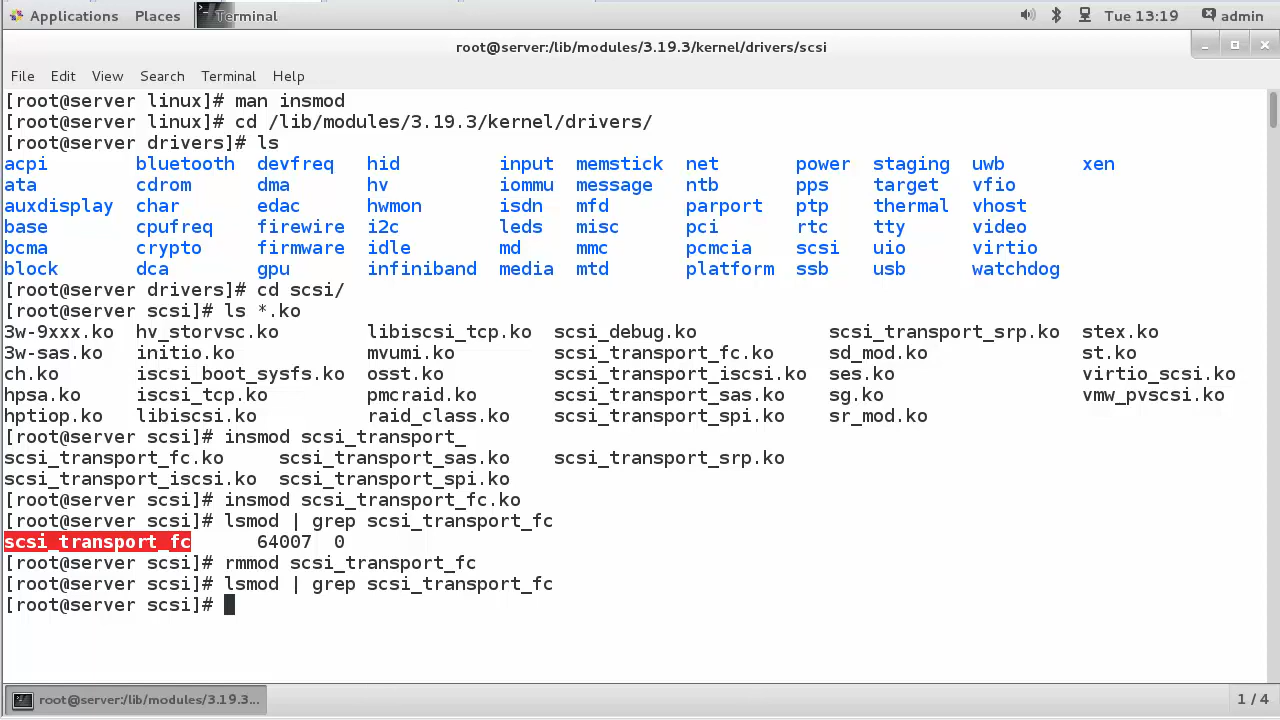 Applications Places Terminal Tue 13:19 admin
root@server:/lib/modules/3.19.3/kernel/drivers/scsi
File Edit View Search Terminal Help
[root@server linux]# man insmod
[root@server linux]# cd /lib/modules/3.19.3/kernel/drivers/
[root@server drivers]# ls
acpi bluetooth devfreq hid input memstick net power staging uwb xen
ata cdrom dma hv iommu message ntb pps target vfio
auxdisplay char edac hwmon isdn mfd parport ptp thermal vhost
base cpufreq firewire i2c leds misc pci rtc tty video
bcma crypto firmware idle md mmc pcmcia scsi uio virtio
block dca gpu infiniband media mtd platform ssb usb watchdog
[root@server drivers]# cd scsi/
[root@server scsi]# ls *.ko
3w-9xxx.ko hv_storvsc.ko libiscsi_tcp.ko scsi_debug.ko scsi_transport_srp.ko stex.ko
3w-sas.ko initio.ko mvumi.ko scsi_transport_fc.ko sd_mod.ko st.ko
ch.ko iscsi_boot_sysfs.ko osst.ko scsi_transport_iscsi.ko ses.ko virtio_scsi.ko
hpsa.ko iscsi_tcp.ko pmcraid.ko scsi_transport_sas.ko sg.ko vmw_pvscsi.ko
hptiop.ko libiscsi.ko raid_class.ko scsi_transport_spi.ko sr_mod.ko
[root@server scsi]# insmod scsi_transport_
scsi_transport_fc.ko scsi_transport_sas.ko scsi_transport_srp.ko
scsi_transport_iscsi.ko scsi_transport_spi.ko
[root@server scsi]# insmod scsi_transport_fc.ko
[root@server scsi]# lsmod | grep scsi_transport_fc
scsi_transport_fc 64007 0
[root@server scsi]# rmmod scsi_transport_fc
[root@server scsi]# lsmod | grep scsi_transport_fc
[root@server scsi]#
root@server:/lib/modules/3.19.3... 1 / 4